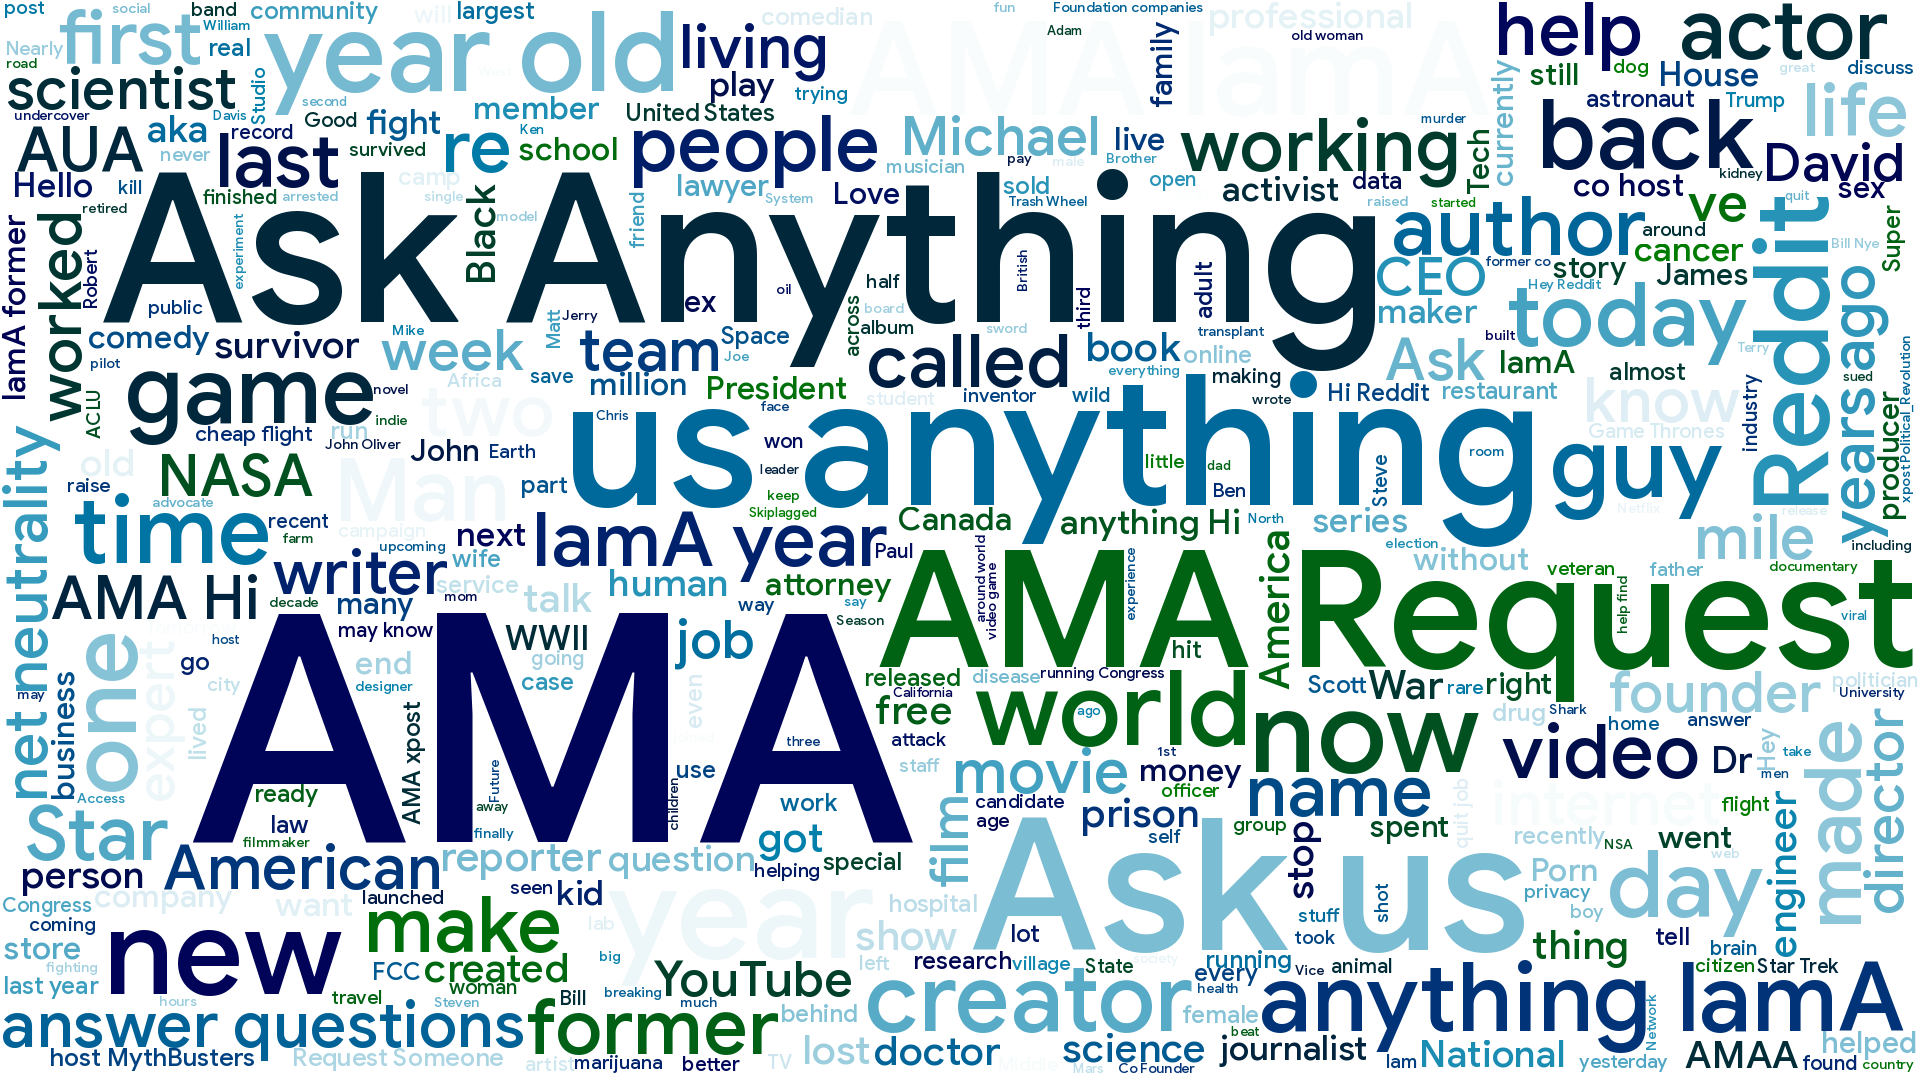 post
social
band
will
largest
comedian
fun
Foundation companies
professional
help
actor
Nearly
first
William
community
year old
living
Adam
old woman
family
AMA IamA
real
road
scientist
Studio
play
trying
still
dog
House
discuss
great
currently
undercover
second
Davis
Good
member
United States
astronaut
Trump
life
AUA
aka
record
fight
re
Ken
school
people
Michael
live
working
murder
Tech
back
David
never
last
survived
musician
pay
male
Brother
kidney
Hello
kill
camp
lawyer
Love
sold
open
activist
data
co host
sex
retired
finished
arrested
single
System
Trash Wheel
raised
started
ve
quit
IamA former
worked
Robert
experiment
Black
model
friend
Ask Anything
author
around
Reddit
Super
Bill Nye
cancer
CEO
former co
story
James
Hey Reddit
public
ex
half
oil
British
third
adult
maker
today
yearsago
comedy
Mike
Matt
Jerry
board
across
album
sword
transplant
built
Terry
pilot
survivor
week
team
Space
Joe
called
book
online
Ask
IamA
almost
sued
game
novel
Africa
save
million
President
everything
making
restaurant
know
industry
producer
xpost Political_Revolution
ACLU
two
student
inventor
wild
wrote
Hi Reddit
indie
Chris
face
us anything
Game Thrones
cheap flight
run
John Oliver
John
Earth
won
guy
net neutrality
old
NASA
Man
leader
little
dad
room
raise
advocate
part
keep
Ben
Steve
Skiplagged
Netflix
release
time
recent
campaign
next
IamA year
Canada
anything Hi
North
series
mile
farm
upcoming
Paul
election
including
writer
wife
around world
experience
America
without
veteran
father
documentary
AMA Hi
decade
many
mom
service
talk
human
attorney
way
say
video game
AMA Request
help find
viral
one
host
may know
WWII
job
Season
hit
expert
go
end
going
released
disease
running Congress
Scott
War
rare
right
founder
politician
may
business
city
designer
case
even
California
University
lived
AMA xpost
AMA
free
world
ago
now
drug
Shark
home
answer
director
three
attack
1st
video
Dr
Hey
take
made
Access
ready
Future
use
staff
movie
money
name
men
children
officer
internet
flight
Star
law
away
work
film
candidate
prison
quit job
engineer
filmmaker
finally
got
age
self
group
stop
spent
recently
NSA
went
American
reporter
question
helping
special
Ask us
Porn
web
day
person
company
launched
seen
kid
year
hospital
shot
privacy
Congress
want
lab
stuff
boy
coming
new
make
show
lot
took
thing
tell
brain
store
fighting
FCC
created
big
left
research
village
State
society
running
every
Vice
animal
citizen
Star Trek
last year
woman
YouTube
health
hours
travel
Steven
Bill
breaking
much
behind
creator
female
anything IamA
Network
answer questions
former
beat
host MythBusters
Request Someone
artist
marijuana
better
TV
lost
doctor
Middle
Mars
science
Co Founder
journalist
Iam
National
yesterday
AMAA
found
helped
country